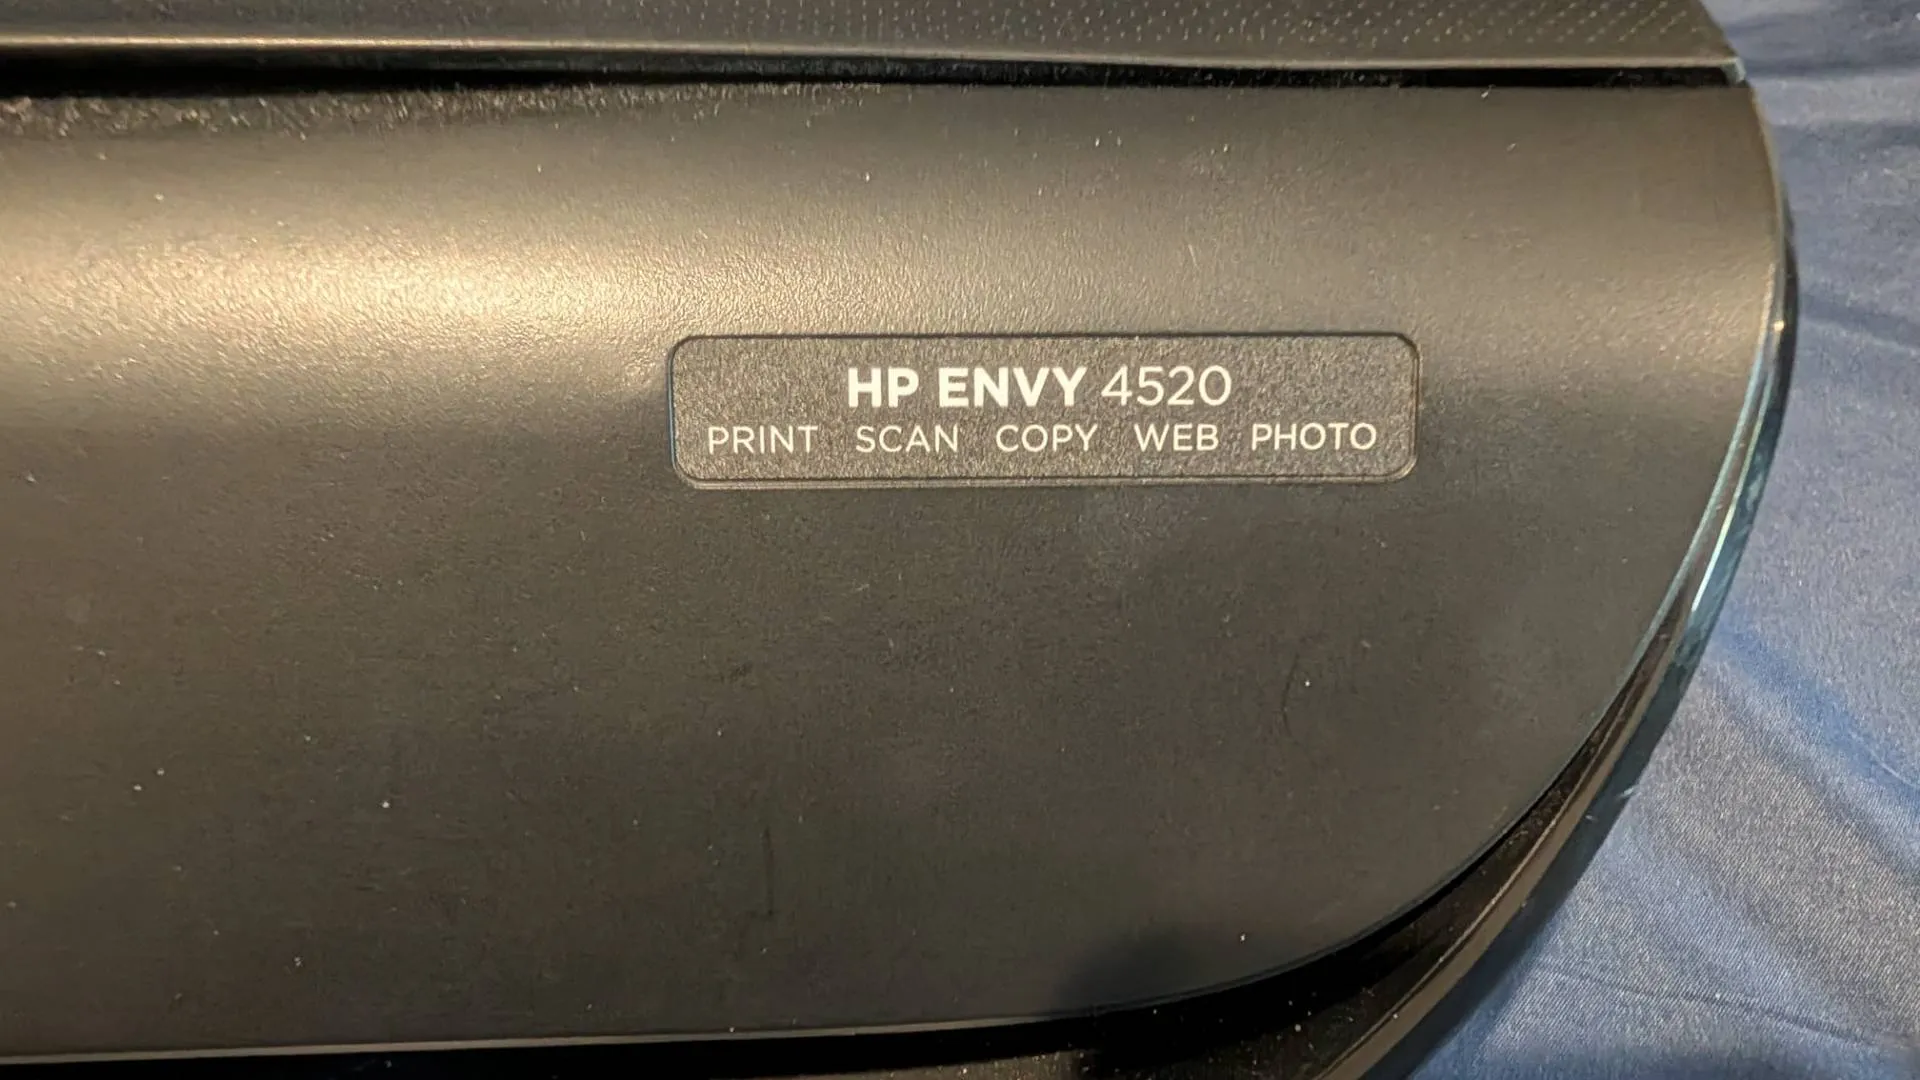 HP ENVY 4520
PRINT SCAN COPY WEB PHOTO